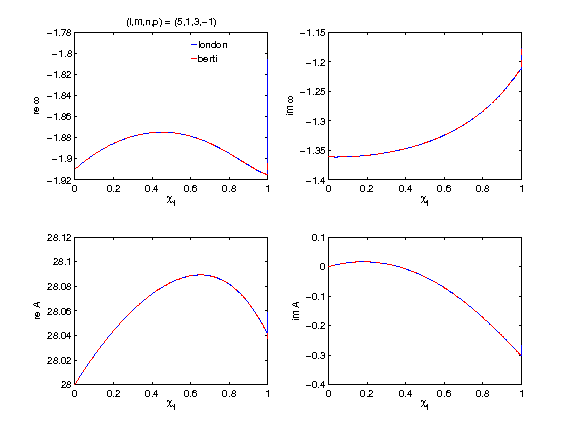 (l,m,n,p) = (5,1,3,−1)
−1.78
−1.8
−1.82
−1.84
−1.86
−1.88
−1.9
−1.92
re ω
london
berti
0 0.2 0.4 0.6 0.8 1
χf
−1.15
−1.2
−1.25
−1.3
−1.35
−1.4
im ω
0 0.2 0.4 0.6 0.8 1
χf
28.12
28.1
28.08
28.06
28.04
28.02
28
re A
0 0.2 0.4 0.6 0.8 1
χf
0.1
0
−0.1
−0.2
−0.3
−0.4
im A
0 0.2 0.4 0.6 0.8 1
χf